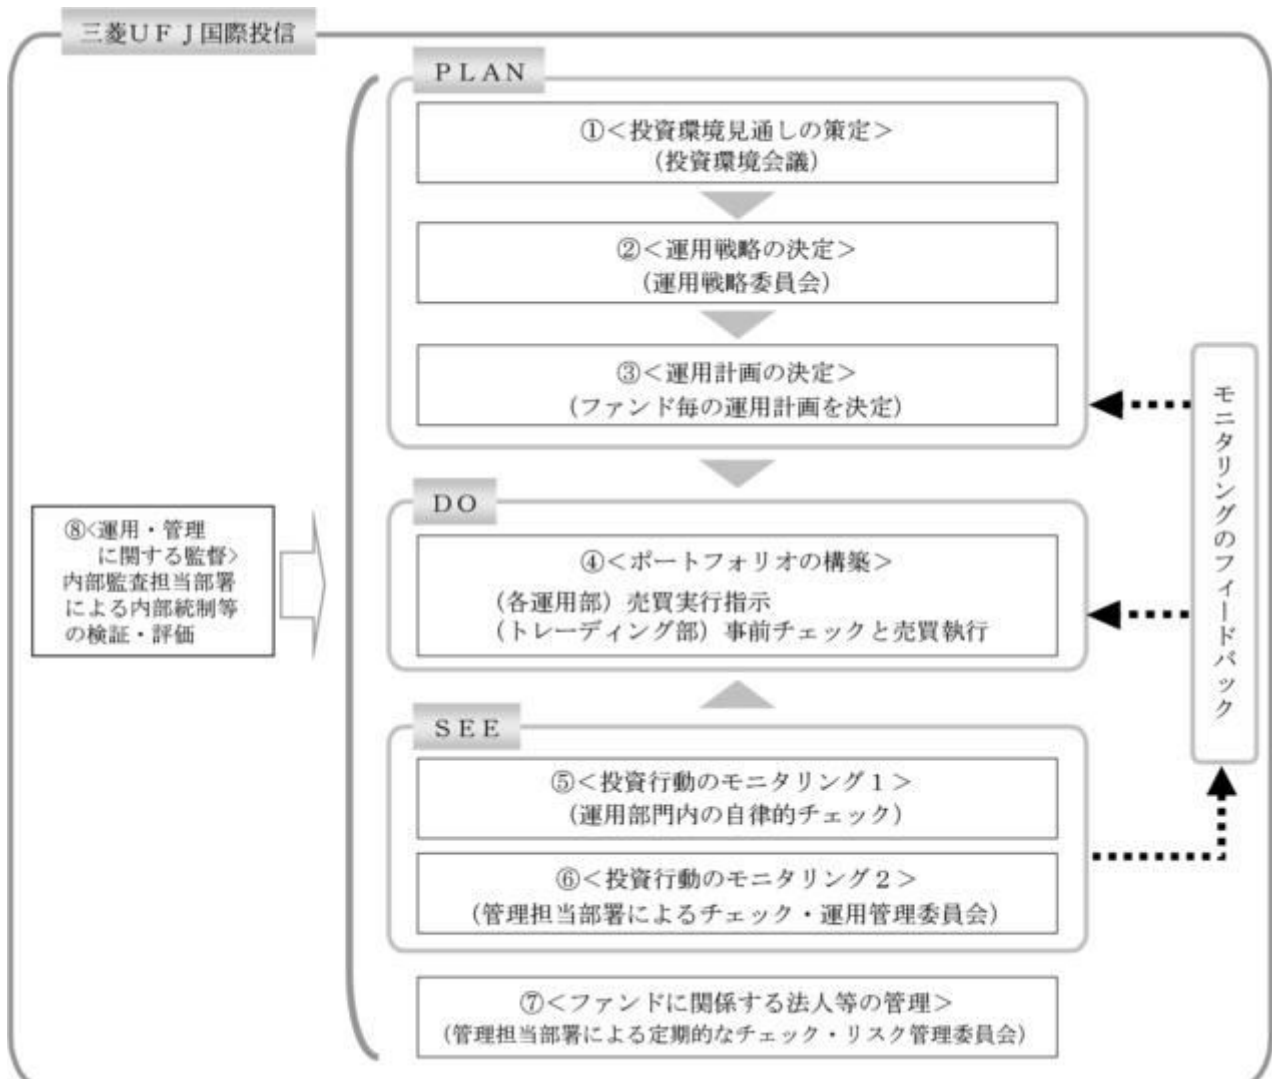 三菱ＵＦＪ国際投信
ＰＬＡＮ
①＜投資環境見通しの策定＞
（投資環境会議）
②＜運用戦略の決定＞
（運用戦略委員会）
③＜運用計画の決定＞
（ファンド毎の運用計画を決定）
ＤＯ
④＜ポートフォリオの構築＞
（各運用部）売買実行指示
（トレーディング部）事前チェックと売買執行
ＳＥＥ
⑤＜投資行動のモニタリング１＞
（運用部門内の自律的チェック）
⑥＜投資行動のモニタリング２＞
（管理担当部署によるチェック・運用管理委員会）
⑦＜ファンドに関係する法人等の管理＞
（管理担当部署による定期的なチェック・リスク管理委員会）
⑧＜運用・管理
に関する監督＞
内部監査担当部署
による内部統制等
の検証・評価
モニタリングのフィードバック